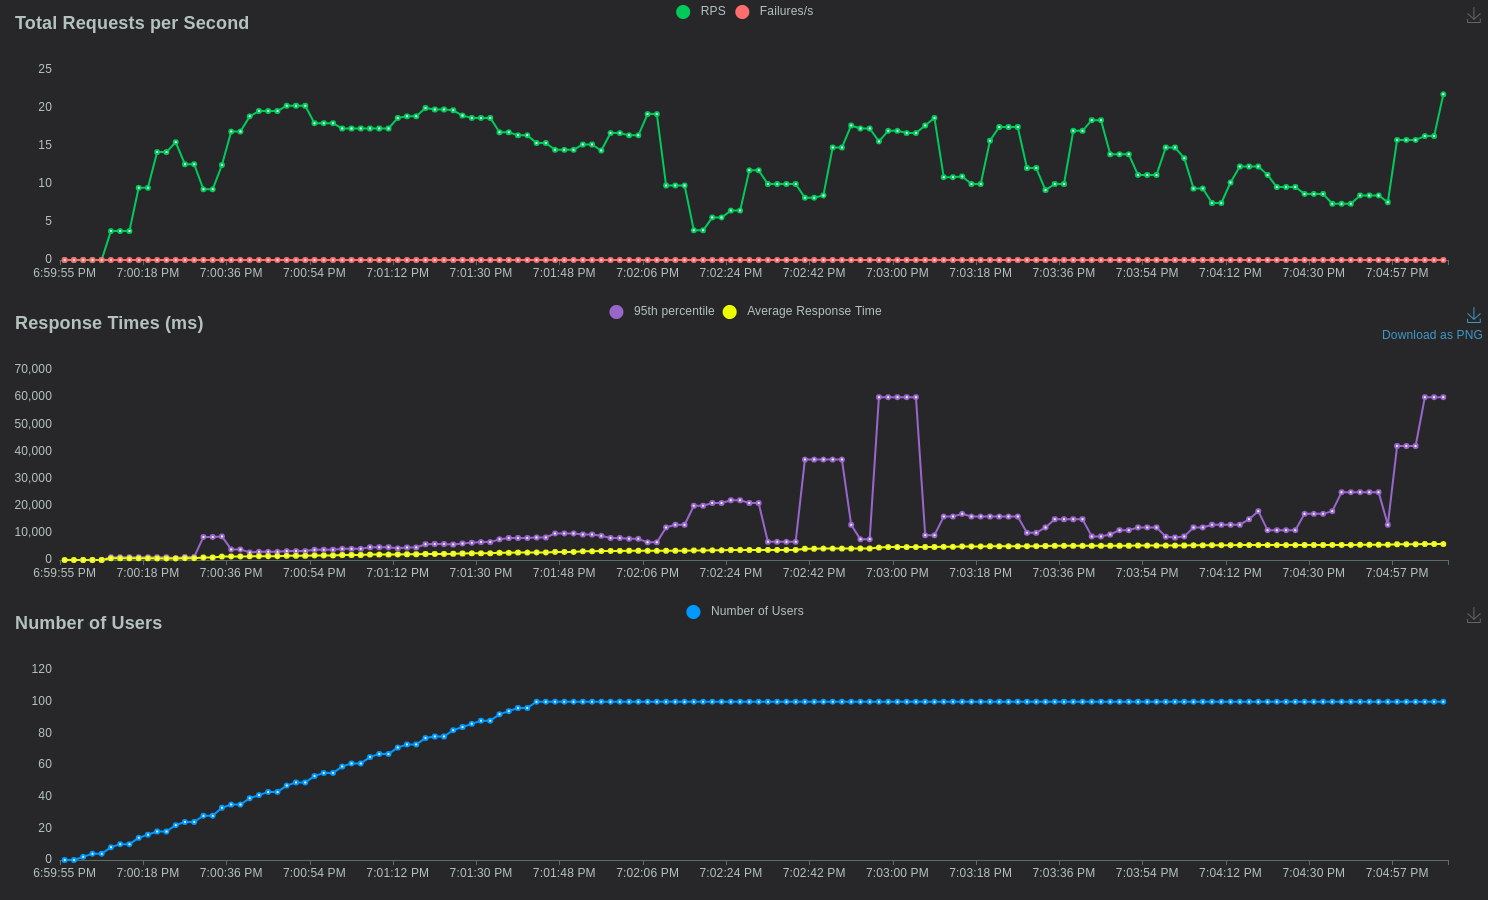 Total Requests per Second
RPS Failures/s
25
20
15
10
5
0
6:59:55 PM 7:00:18 PM 7:00:36 PM 7:00:54 PM 7:01:12 PM 7:01:30 PM 7:01:48 PM 7:02:06 PM 7:02:24 PM 7:02:42 PM 7:03:00 PM 7:03:18 PM 7:03:36 PM 7:03:54 PM 7:04:12 PM 7:04:30 PM 7:04:57 PM
Response Times (ms)
95th percentile Average Response Time
Download as PNG
70,000
60,000
50,000
40,000
30,000
20,000
10,000
0
6:59:55 PM 7:00:18 PM 7:00:36 PM 7:00:54 PM 7:01:12 PM 7:01:30 PM 7:01:48 PM 7:02:06 PM 7:02:24 PM 7:02:42 PM 7:03:00 PM 7:03:18 PM 7:03:36 PM 7:03:54 PM 7:04:12 PM 7:04:30 PM 7:04:57 PM
Number of Users
Number of Users
120
100
80
60
40
20
0
6:59:55 PM 7:00:18 PM 7:00:36 PM 7:00:54 PM 7:01:12 PM 7:01:30 PM 7:01:48 PM 7:02:06 PM 7:02:24 PM 7:02:42 PM 7:03:00 PM 7:03:18 PM 7:03:36 PM 7:03:54 PM 7:04:12 PM 7:04:30 PM 7:04:57 PM